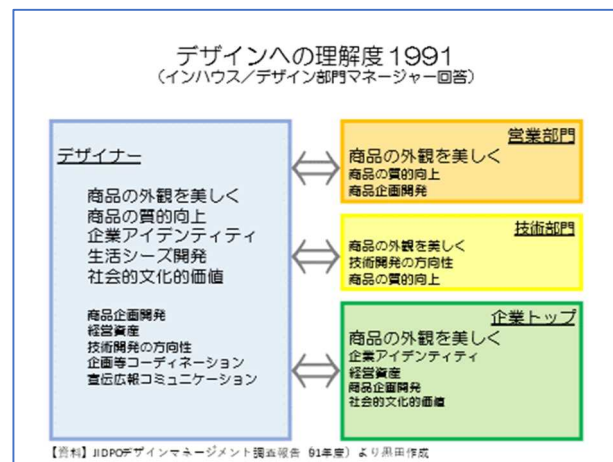 デザインへの理解度1991
(インハウス/デザイン部門マネージャー回答)
デザイナー
商品の外観を美しく
商品の質的向上
企業アイデンティティ
生活シーズ開発
社会的文化的価値
商品企画開発
経営資産
技術開発の方向性
企画等コーディネーション
宣伝広報コミュニケーション
営業部門
商品の外観を美しく
商品の質的向上
商品企画開発
技術部門
商品の外観を美しく
技術開発の方向性
商品の質的向上
企業トップ
商品の外観を美しく
企業アイデンティティ
経営資産
商品企画開発
社会的文化的価値
【資料】JIDPOデザインマネージメント調査報告 (91年度) より黒田作成